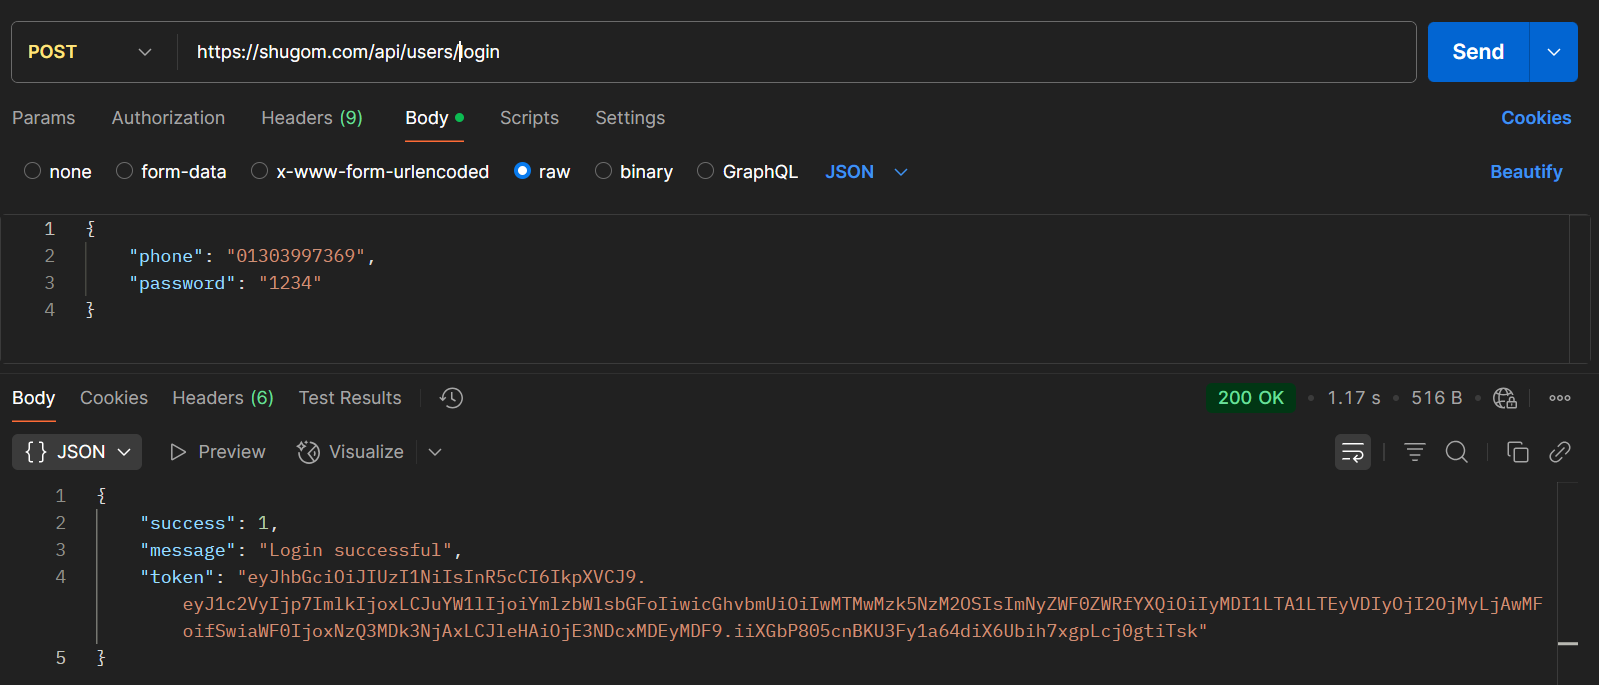 POST https://shugom.com/api/users/login Send
Params Authorization Headers (9) Body Scripts Settings Cookies
none form-data x-www-form-urlencoded raw binary GraphQL JSON Beautify
1 {
2 "phone": "01303997369",
3 "password": "1234"
4 }
Body Cookies Headers (6) Test Results 200 OK • 1.17 s • 516 B •
{} JSON Preview Visualize
1 {
2 "success": 1,
3 "message": "Login successful",
4 "token": "eyJhbGciOiJIUzI1NiIsInR5cCI6IkpXVCJ9.
eyJ1c2VyIjp7ImlkIjoxLCJuYW1lIjoiYmlzbWlsbGFoIiwicGhvbmUiOiIwMTMwMzk5NzM2OSIsImNyZWF0ZWRfYXQiOiIyMDI1LTA1LTEyVDIyOjI2OjMyLjAwMF
oifSwiaWF0IjoxNzQ3MDk3NjAxLCJleHAiOjE3NDcxMDEyMDF9.iiXGbP805cnBKU3Fy1a64diX6Ubih7xgpLcj0gtiTsk"
5 }